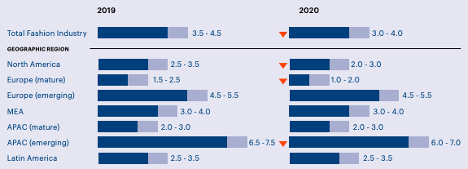 2019 2020
Total Fashion Industry 3.5 - 4.5 3.0 - 4.0
GEOGRAPHIC REGION
North America 2.5 - 3.5 2.0 - 3.0
Europe (mature) 1.5 - 2.5 1.0 - 2.0
Europe (emerging) 4.5 - 5.5 4.5 - 5.5
MEA 3.0 - 4.0 3.0 - 4.0
APAC (mature) 2.0 - 3.0 2.0 - 3.0
APAC (emerging) 6.5 - 7.5 6.0 - 7.0
Latin America 2.5 - 3.5 2.5 - 3.5